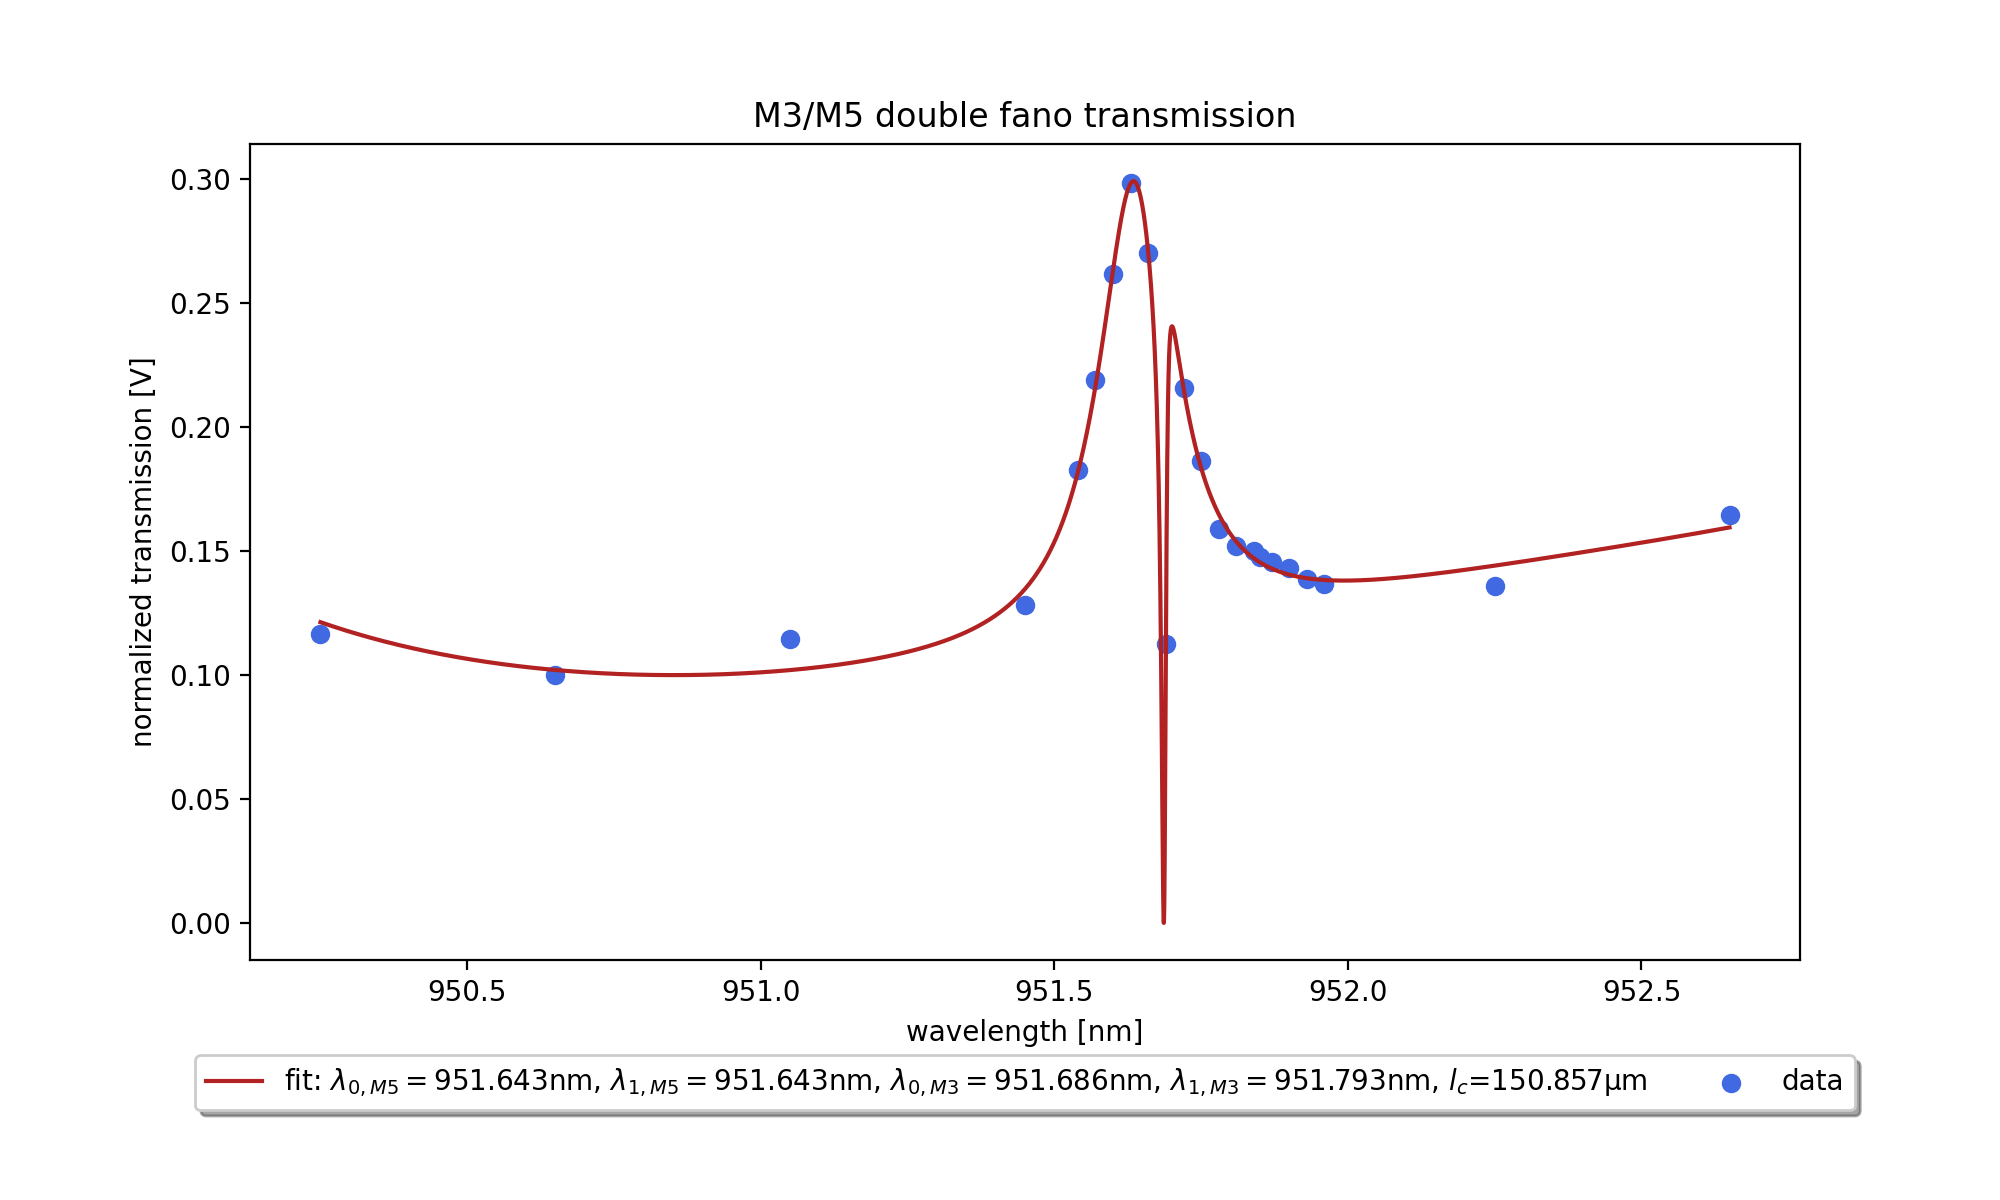 M3/M5 double fano transmission
normalized transmission [V]
0.30
0.25
0.20
0.15
0.10
0.05
0.00
950.5 951.0 951.5 952.0 952.5
wavelength [nm]
fit: λ₀,M5 = 951.643nm, λ₁,M5 = 951.643nm, λ₀,M3 = 951.686nm, λ₁,M3 = 951.793nm, l_c=150.857μm data